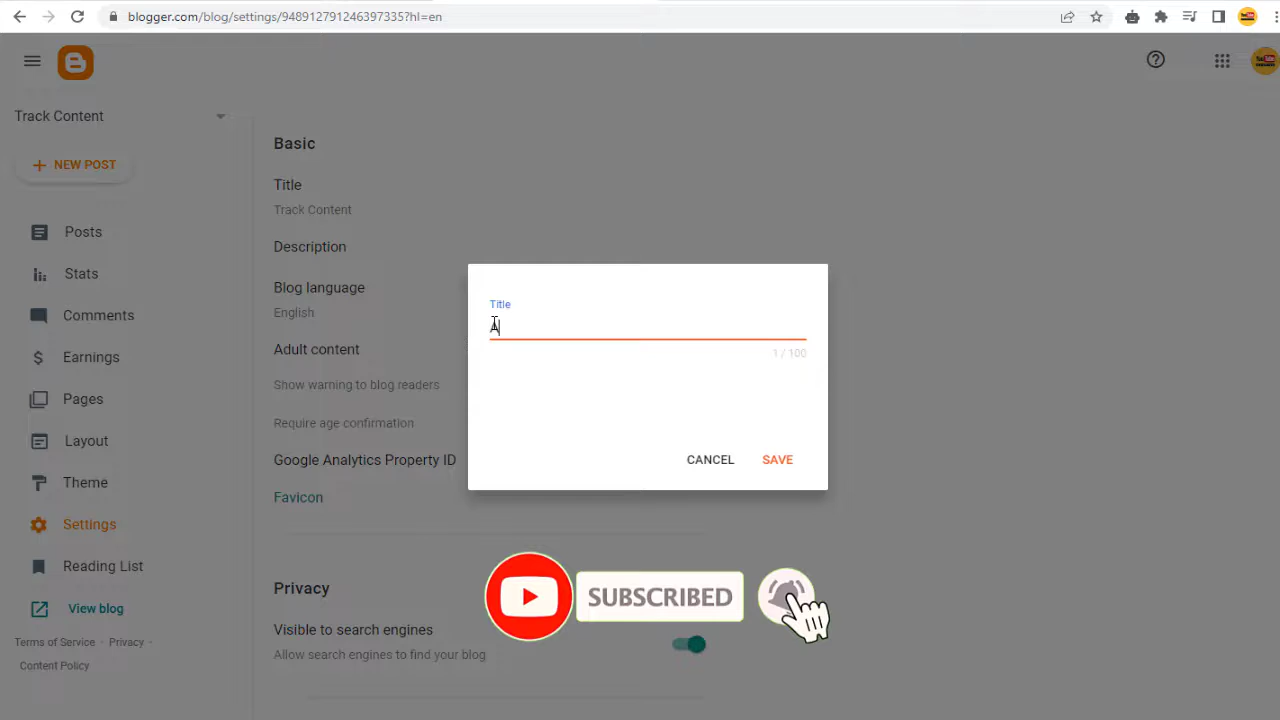 blogger.com/blog/settings/9489127912463973​35?hl=en
Track Content
NEW POST
Posts
Stats
Comments
Earnings
Pages
Layout
Theme
Settings
Reading List
View blog
Terms of Service · Privacy ·
Content Policy
Basic
Title
Track Content
Description
Blog language
English
Adult content
Show warning to blog readers
Require age confirmation
Google Analytics Property ID
Favicon
Privacy
Visible to search engines
Allow search engines to find your blog
Title
A
1 / 100
CANCEL SAVE
SUBSCRIBED